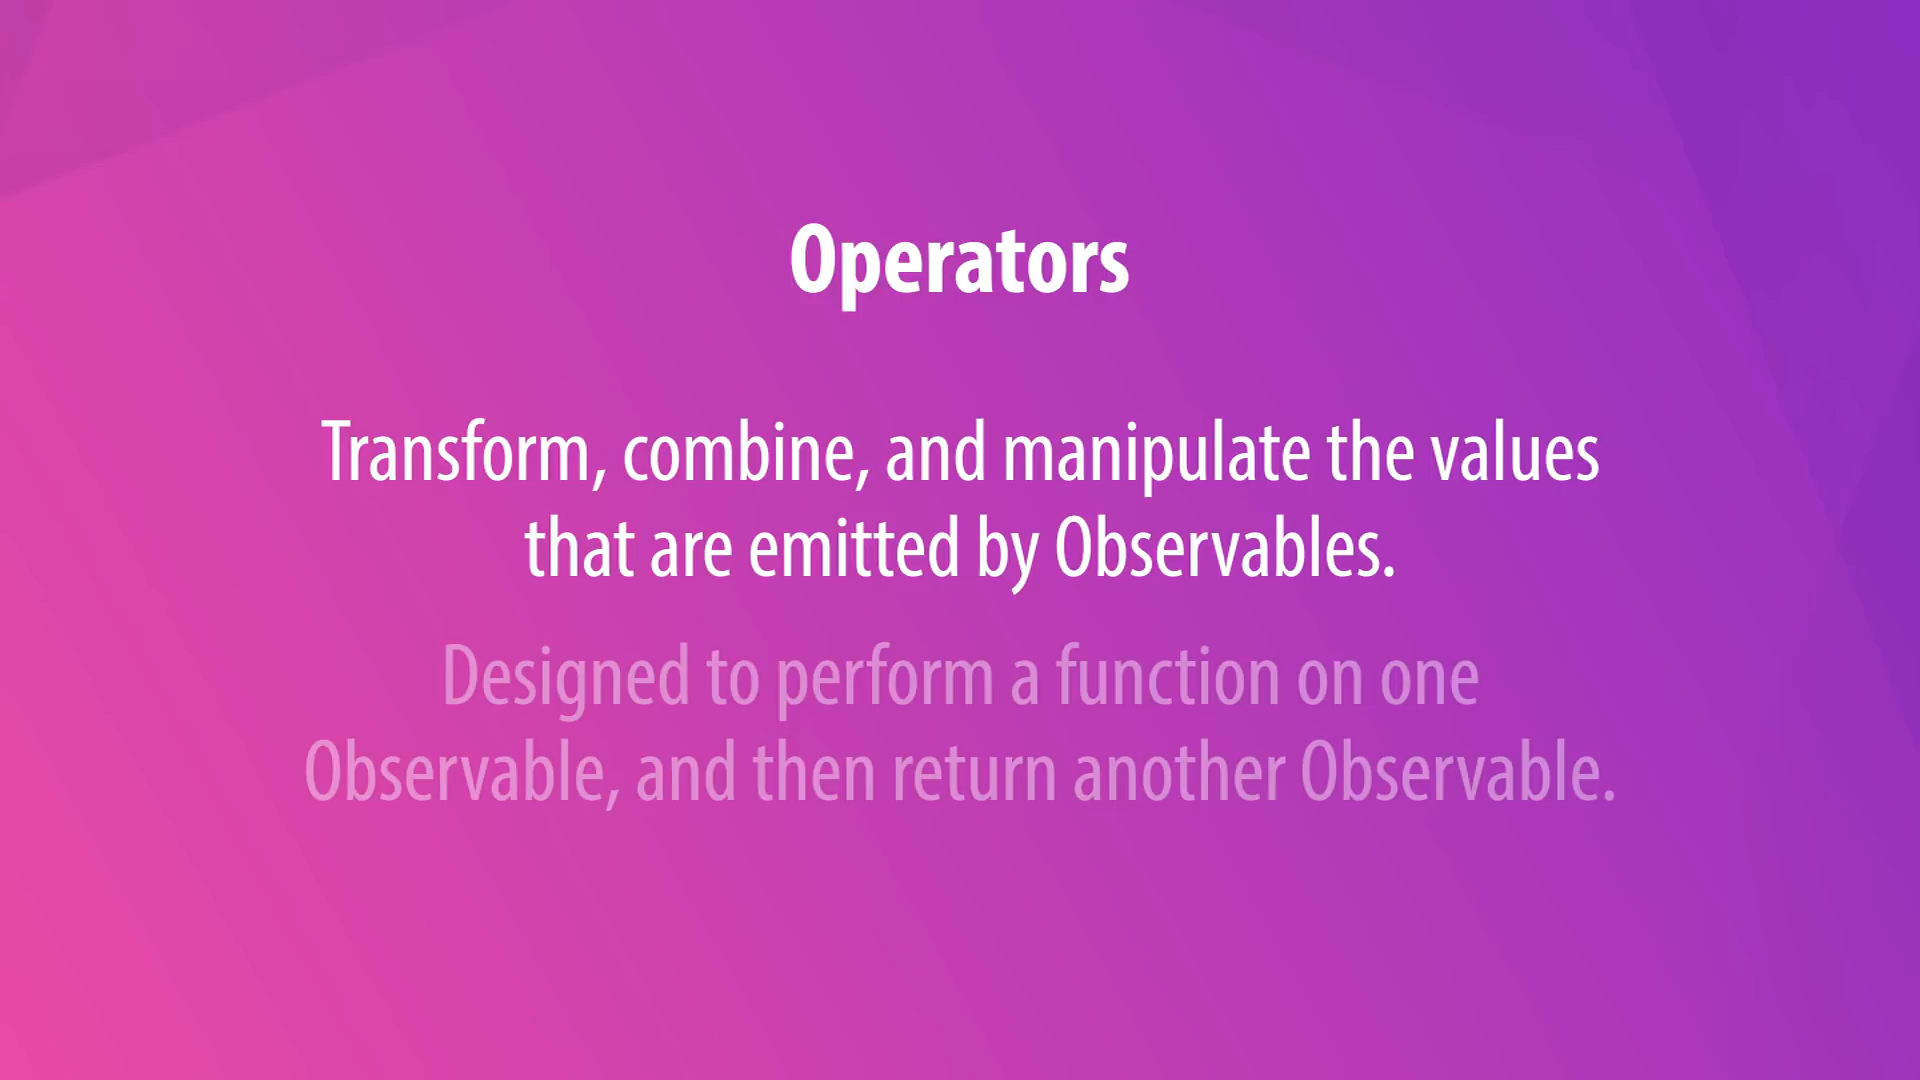 Operators
Transform, combine, and manipulate the values
that are emitted by Observables.
Designed to perform a function on one
Observable, and then return another Observable.